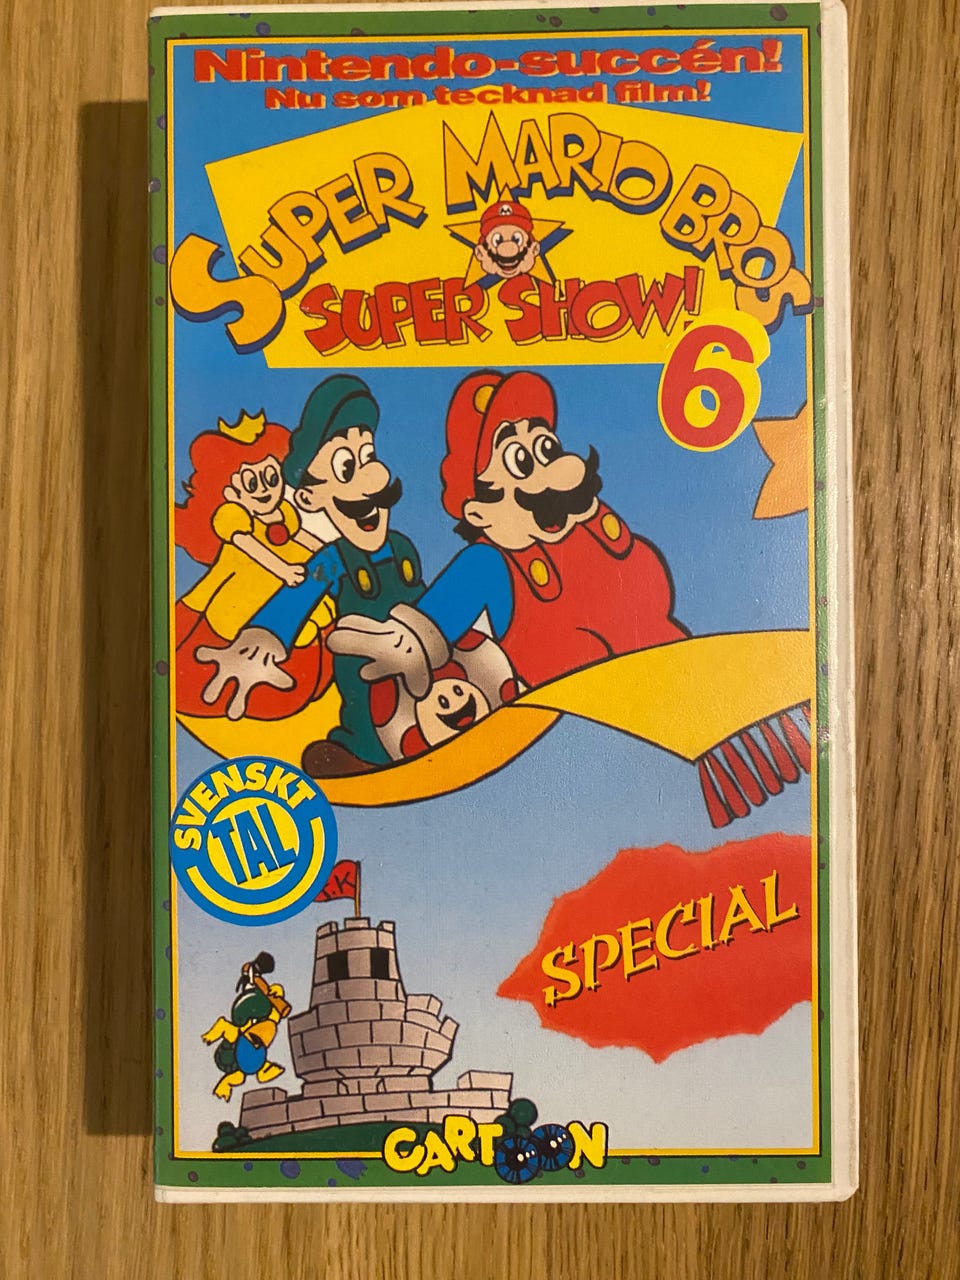 Nintendo-succén!
Nu som tecknad film!
SUPER MARIO BROS
M
SUPER SHOW!
6
SVENSKT
TAL
.K
SPECIAL
CARTOON